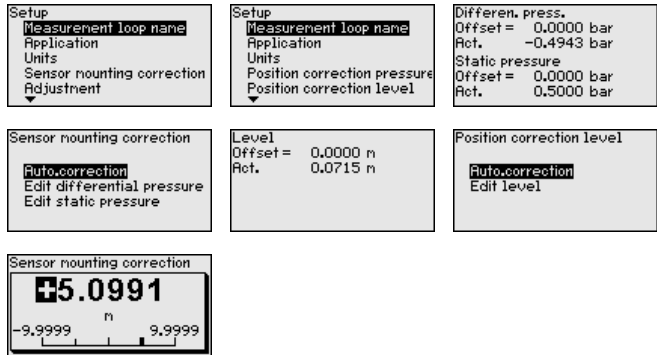 Setup
Measurement loop name
Application
Units
Sensor mounting correction
Adjustment
Setup
Measurement loop name
Application
Units
Position correction pressure
Position correction level
Differen. press.
Offset = 0.0000 bar
Act. -0.4943 bar
Static pressure
Offset = 0.0000 bar
Act. 0.5000 bar
Sensor mounting correction
Auto.correction
Edit differential pressure
Edit static pressure
Level
Offset = 0.0000 m
Act. 0.0715 m
Position correction level
Auto.correction
Edit level
Sensor mounting correction
+5.0991
m
-9.9999 9.9999